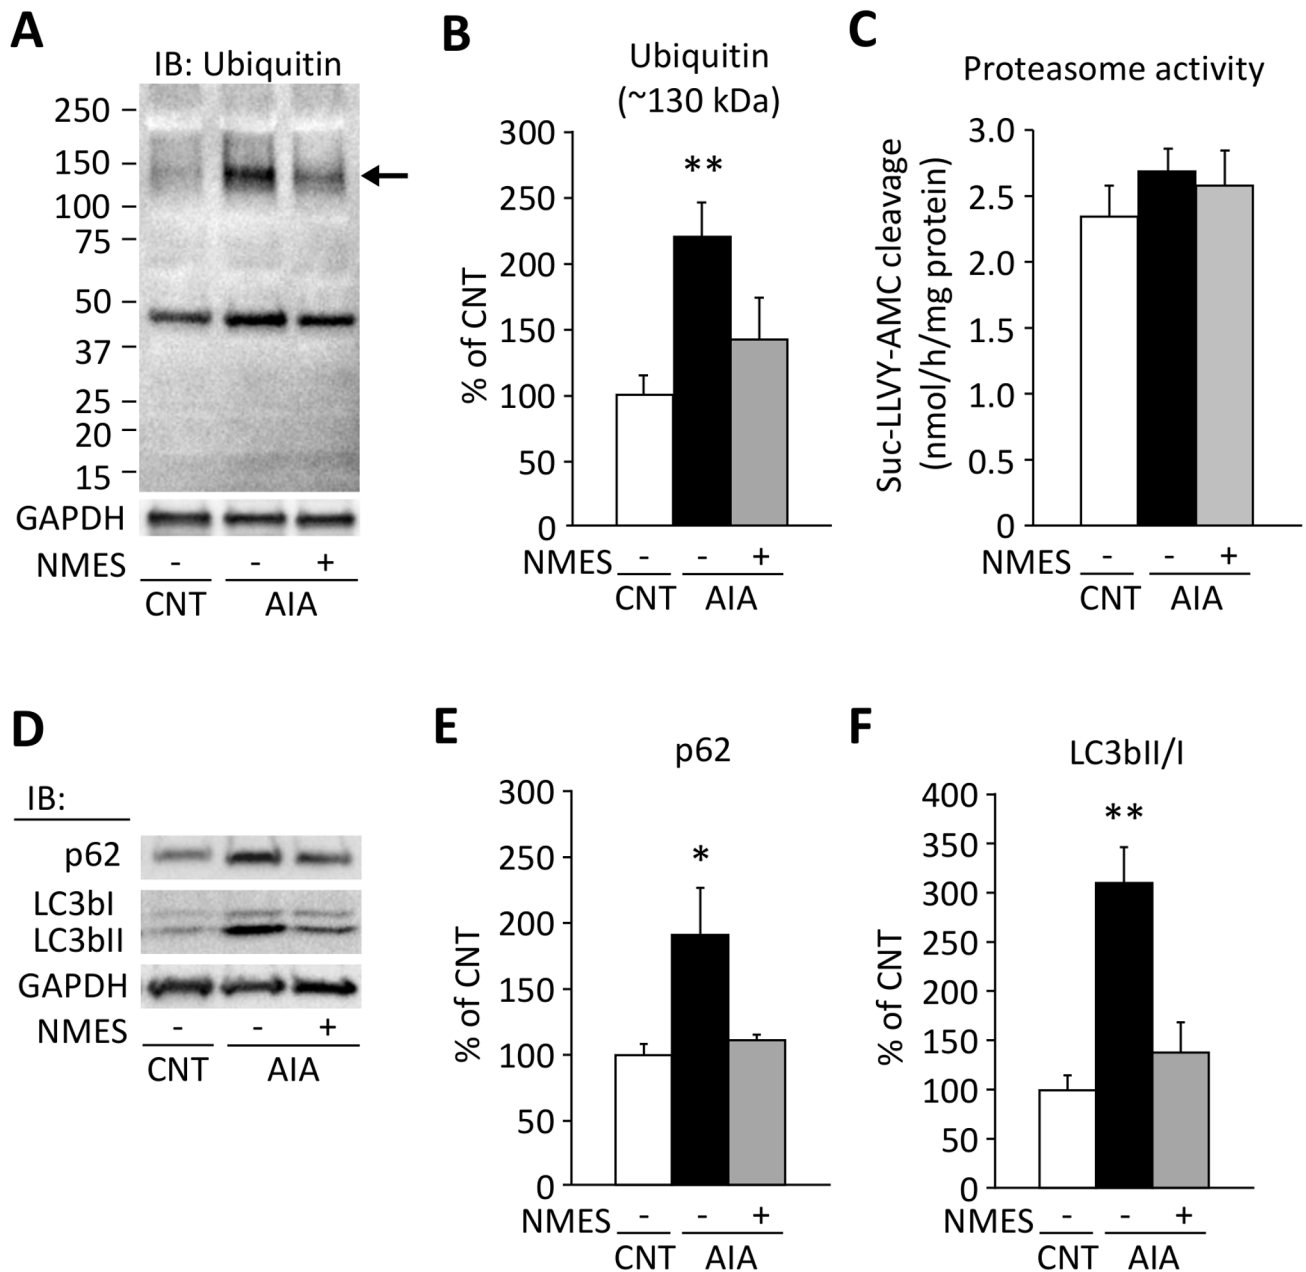 A
IB: Ubiquitin
250
150
100
75
50
37
25
20
15
GAPDH
NMES - - +
CNT AIA
B
Ubiquitin
(~130 kDa)
**
% of CNT
300
250
200
150
100
50
0
NMES - - +
CNT AIA
C
Proteasome activity
Suc-LLVY-AMC cleavage
(nmol/h/mg protein)
3.0
2.5
2.0
1.5
1.0
0.5
0
NMES - - +
CNT AIA
D
IB:
p62
LC3bI
LC3bII
GAPDH
NMES - - +
CNT AIA
E
p62
*
% of CNT
300
250
200
150
100
50
0
NMES - - +
CNT AIA
F
LC3bII/I
**
% of CNT
400
350
300
250
200
150
100
50
0
NMES - - +
CNT AIA